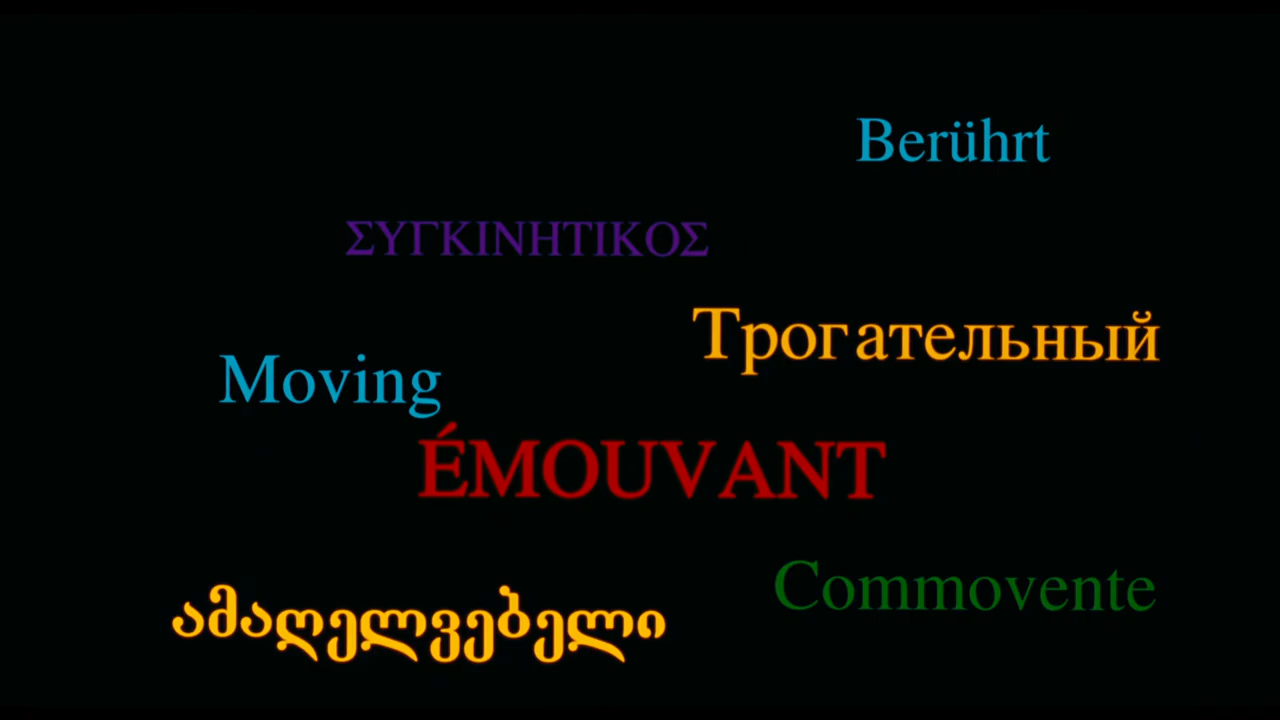 Berührt
ΣΥΓΚΙΝΗΤΙΚΟΣ
Трогательный
Moving
ÉMOUVANT
Commovente
ამაღელვებელი